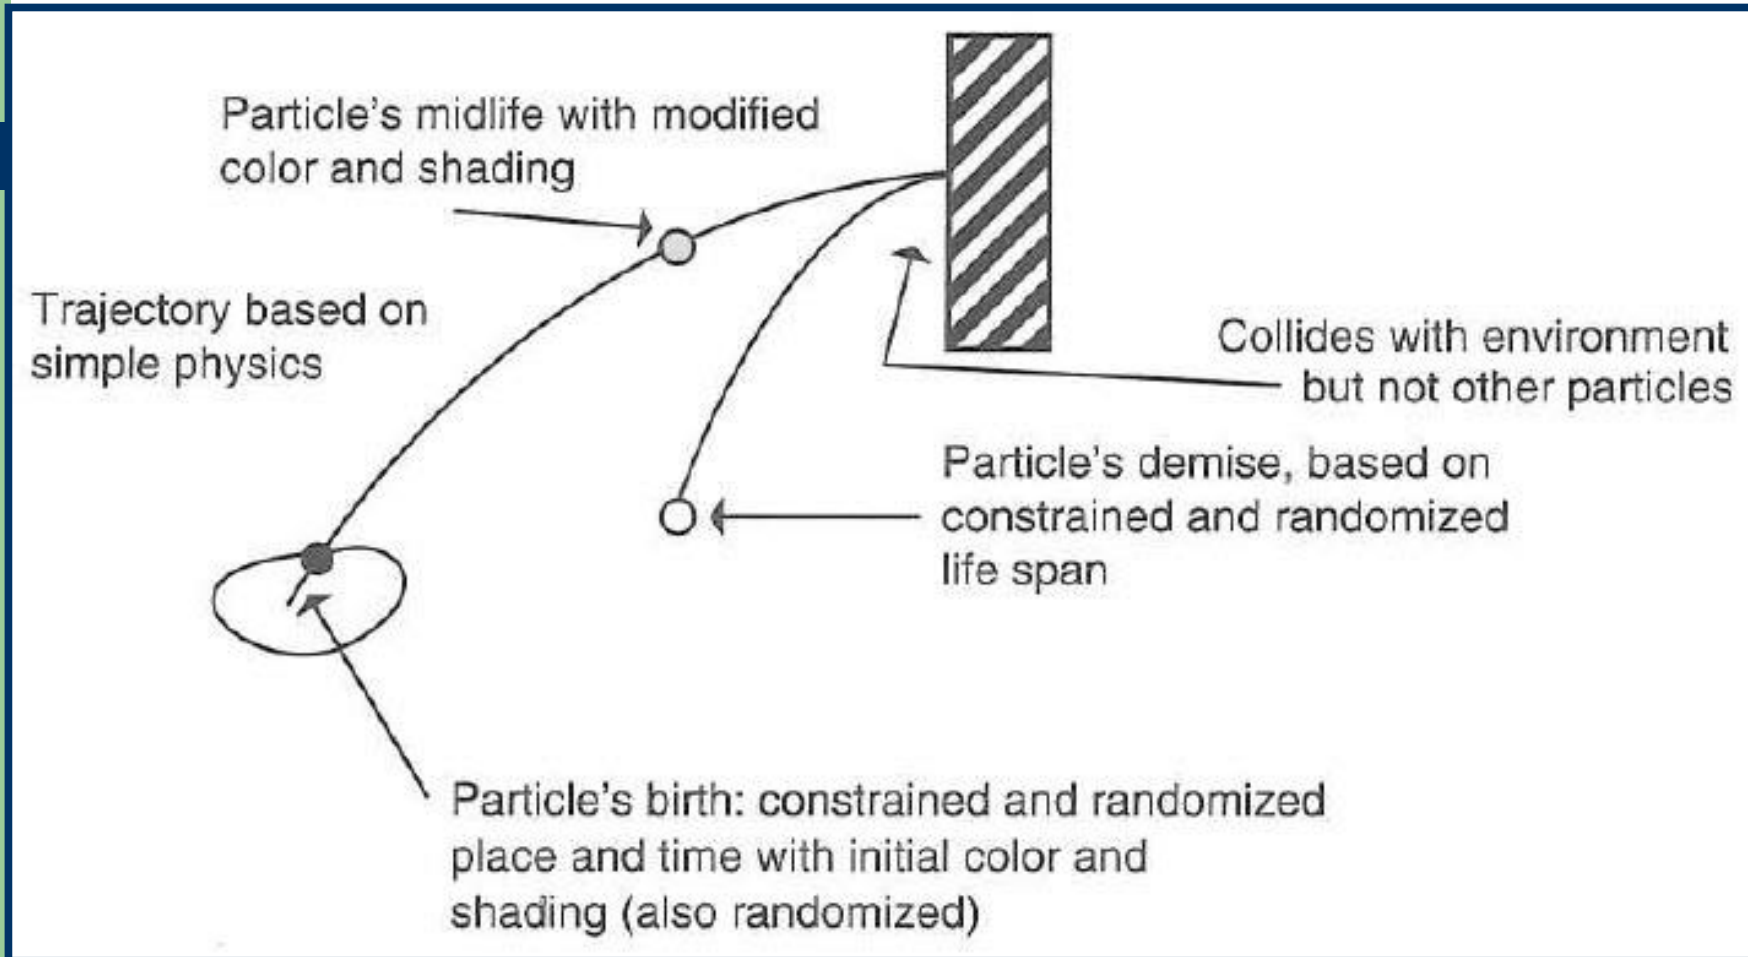 Particle's midlife with modified
color and shading
Trajectory based on
simple physics
Collides with environment
but not other particles
Particle's demise, based on
constrained and randomized
life span
Particle's birth: constrained and randomized
place and time with initial color and
shading (also randomized)